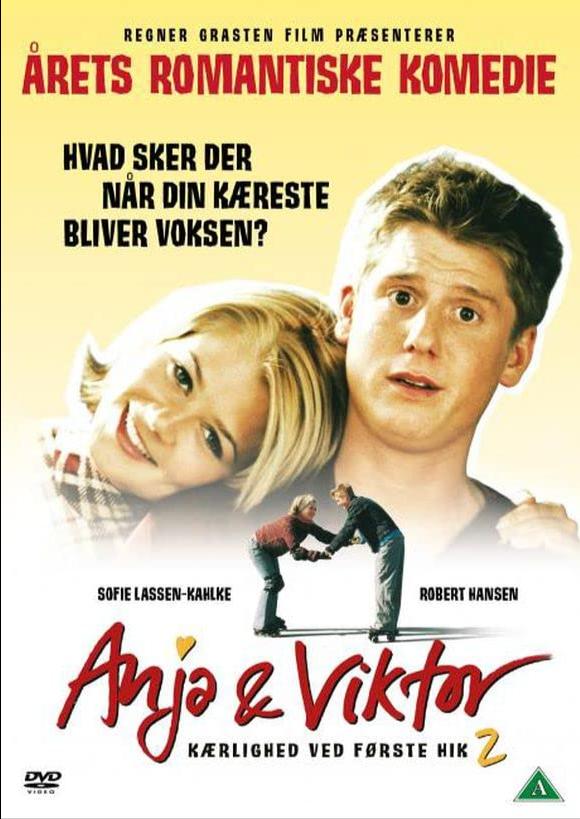 REGNER GRASTEN FILM PRÆSENTERER
ÅRETS ROMANTISKE KOMEDIE
HVAD SKER DER
NÅR DIN KÆRESTE
BLIVER VOKSEN?
SOFIE LASSEN-KAHLKE
ROBERT HANSEN
Anja & Viktor
KÆRLIGHED VED FØRSTE HIK 2
DVD
VIDEO
A